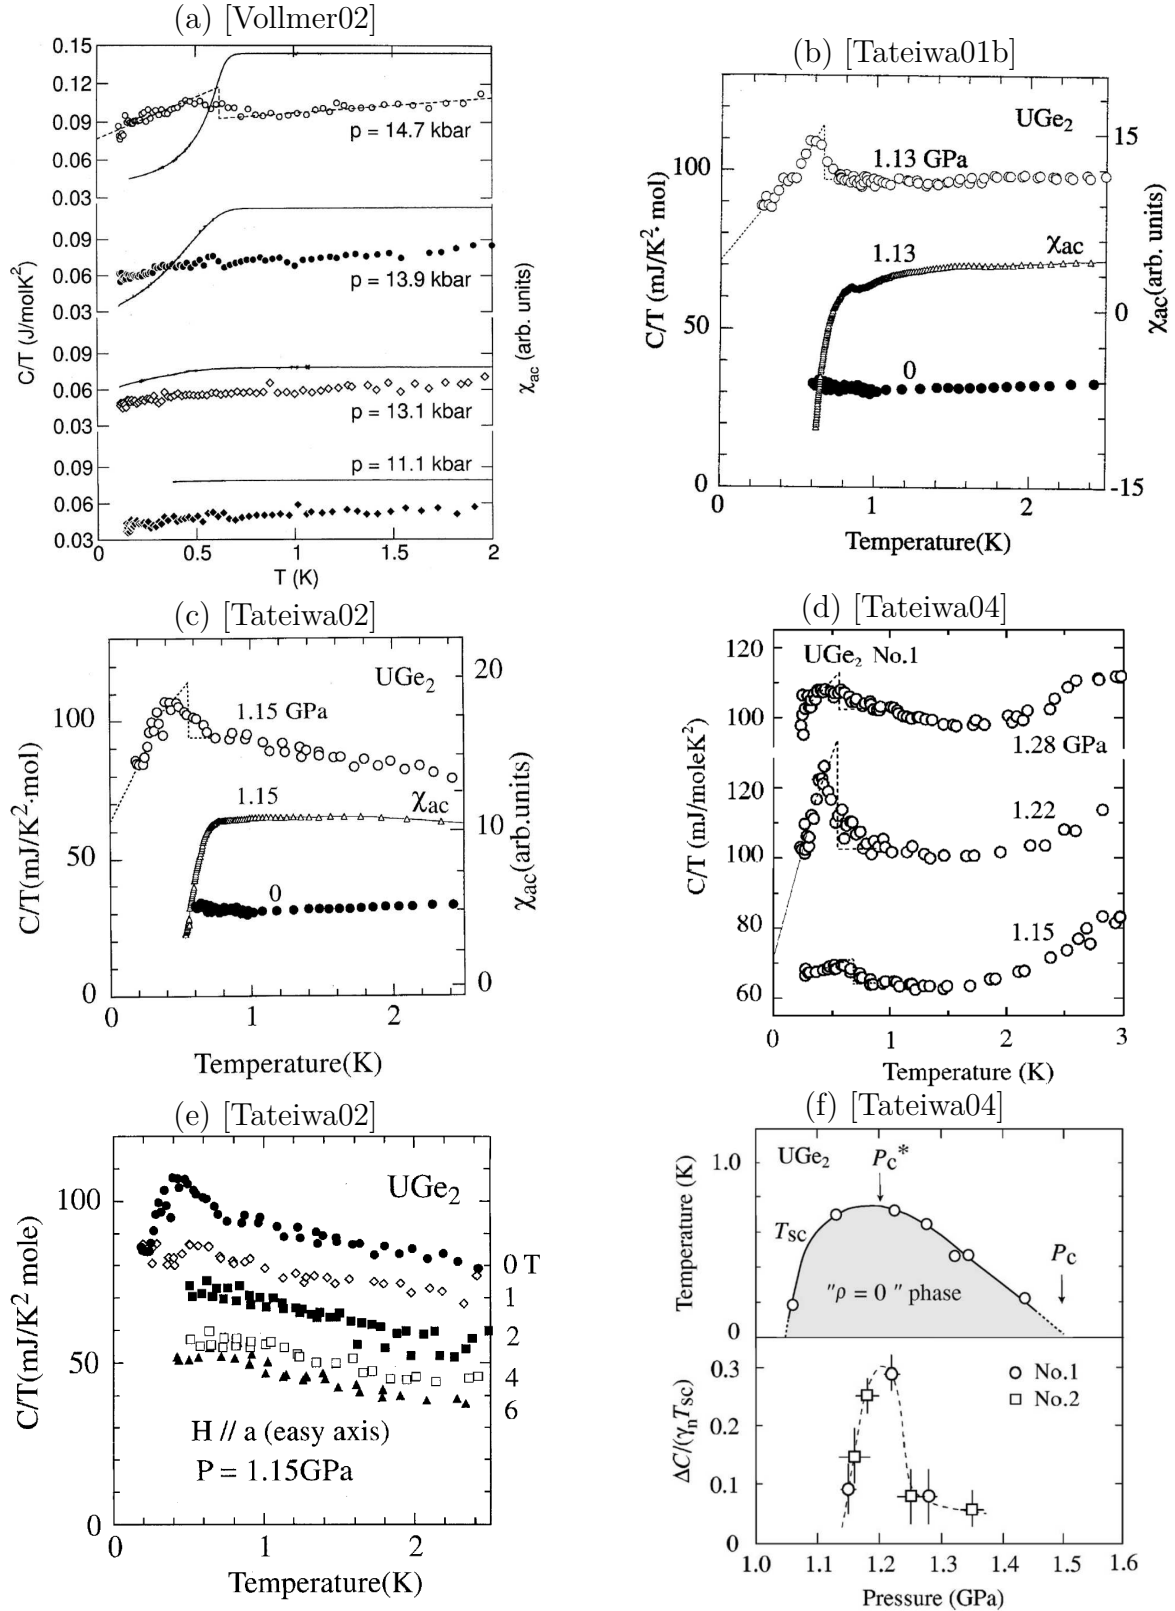 (a) [Vollmer02]
0.15
0.12
0.09
0.06
0.03
p = 14.7 kbar
0.09
0.06
0.03
p = 13.9 kbar
0.09
0.06
0.03
p = 13.1 kbar
0.09
0.06
0.03
p = 11.1 kbar
C/T (J/molK²)
χac (arb. units)
0 0.5 1 1.5 2
T (K)
(b) [Tateiwa01b]
UGe₂
1.13 GPa
1.13
χac
0
100
50
0
C/T (mJ/K²· mol)
15
0
-15
χac(arb. units)
0 1 2
Temperature(K)
(c) [Tateiwa02]
UGe₂
1.15 GPa
1.15
χac
0
100
50
0
C/T(mJ/K²·mol)
20
10
0
χac(arb.units)
0 1 2
Temperature(K)
(d) [Tateiwa04]
UGe₂ No.1
120
100
1.28 GPa
120
100
80
60
1.22
1.15
C/T (mJ/moleK²)
0 1 2 3
Temperature (K)
(e) [Tateiwa02]
UGe₂
100
50
0
C/T(mJ/K² mole)
0 T
1
2
4
6
H // a (easy axis)
P = 1.15GPa
0 1 2
Temperature(K)
(f) [Tateiwa04]
UGe₂
Pc*
Tsc
Pc
"ρ = 0 " phase
1.0
0
Temperature (K)
No.1
No.2
0.3
0.2
0.1
0
ΔC/(γnTsc)
1.0 1.1 1.2 1.3 1.4 1.5 1.6
Pressure (GPa)